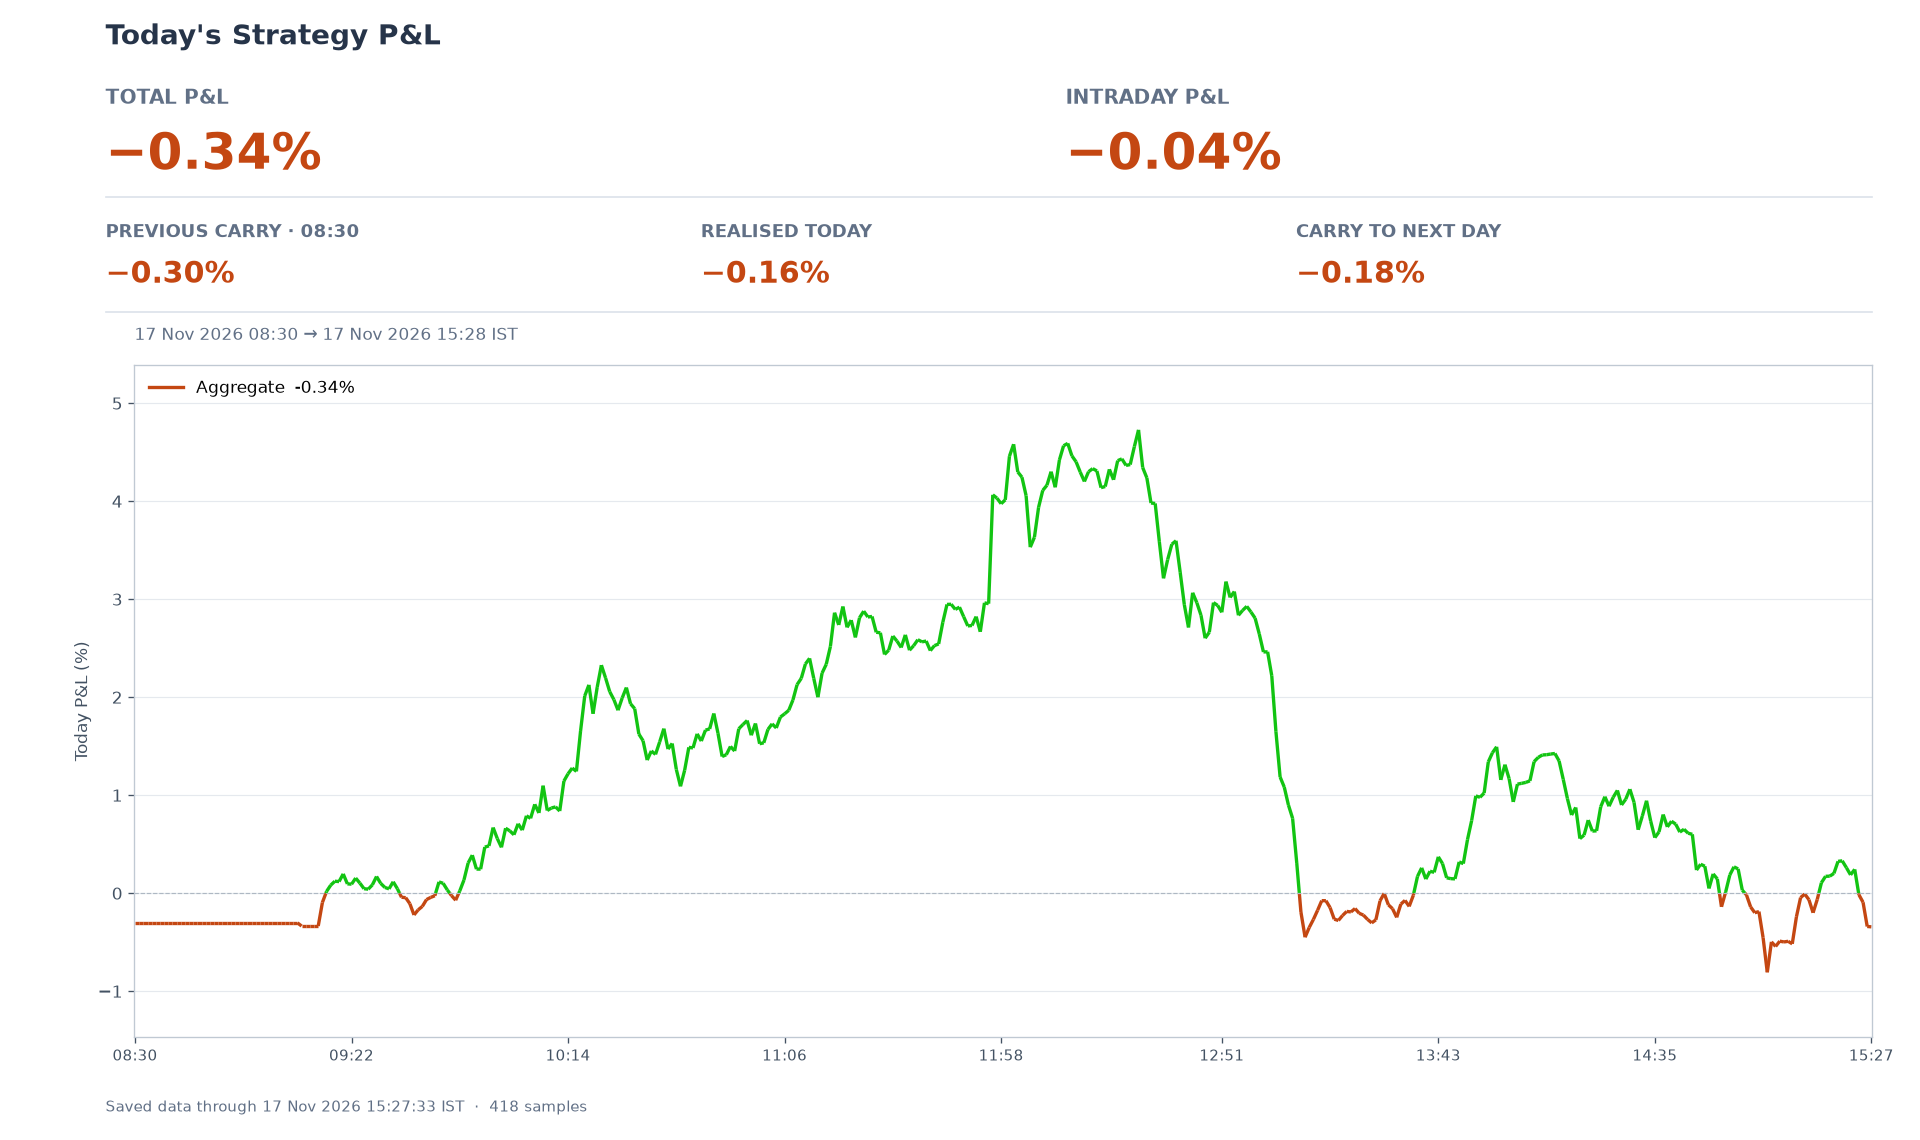 Today's Strategy P&L
TOTAL P&L
INTRADAY P&L
−0.34%
−0.04%
PREVIOUS CARRY · 08:30
REALISED TODAY
CARRY TO NEXT DAY
−0.30%
−0.16%
−0.18%
17 Nov 2026 08:30 → 17 Nov 2026 15:28 IST
Aggregate -0.34%
Today P&L (%)
5
4
3
2
1
0
−1
08:30 09:22 10:14 11:06 11:58 12:51 13:43 14:35 15:27
Saved data through 17 Nov 2026 15:27:33 IST · 418 samples